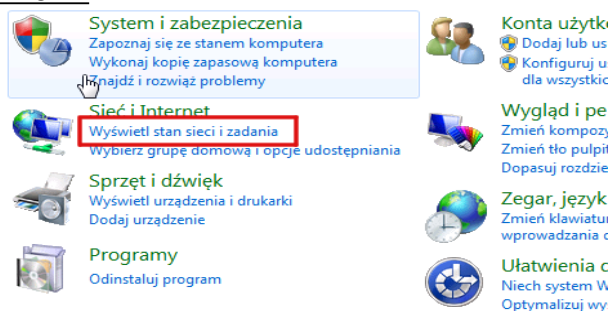 System i zabezpieczenia
Zapoznaj się ze stanem komputera
Wykonaj kopię zapasową komputera
Znajdź i rozwiąż problemy
Sieć i Internet
Wyświetl stan sieci i zadania
Wybierz grupę domową i opcje udostępniania
Sprzęt i dźwięk
Wyświetl urządzenia i drukarki
Dodaj urządzenie
Programy
Odinstaluj program
Konta użytko
Dodaj lub us
Konfiguruj u
dla wszystkic
Wygląd i pe
Zmień kompozy
Zmień tło pulpit
Dopasuj rozdzie
Zegar, język
Zmień klawiatur
wprowadzania
Ułatwienia
Niech system W
Optymalizuj wy